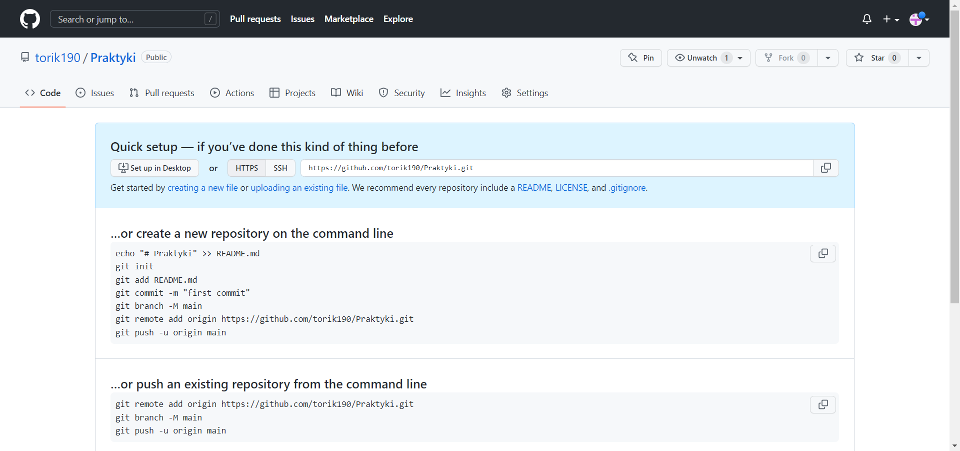 Search or jump to... /
Pull requests Issues Marketplace Explore
torik190 / Praktyki Public
Pin Unwatch 1 Fork 0 Star 0
Code Issues Pull requests Actions Projects Wiki Security Insights Settings
Quick setup — if you've done this kind of thing before
Set up in Desktop or HTTPS SSH https://github.com/torik190/Praktyki.git
Get started by creating a new file or uploading an existing file. We recommend every repository include a README, LICENSE, and .gitignore.
...or create a new repository on the command line
echo "# Praktyki" >> README.md
git init
git add README.md
git commit -m "first commit"
git branch -M main
git remote add origin https://github.com/torik190/Praktyki.git
git push -u origin main
...or push an existing repository from the command line
git remote add origin https://github.com/torik190/Praktyki.git
git branch -M main
git push -u origin main